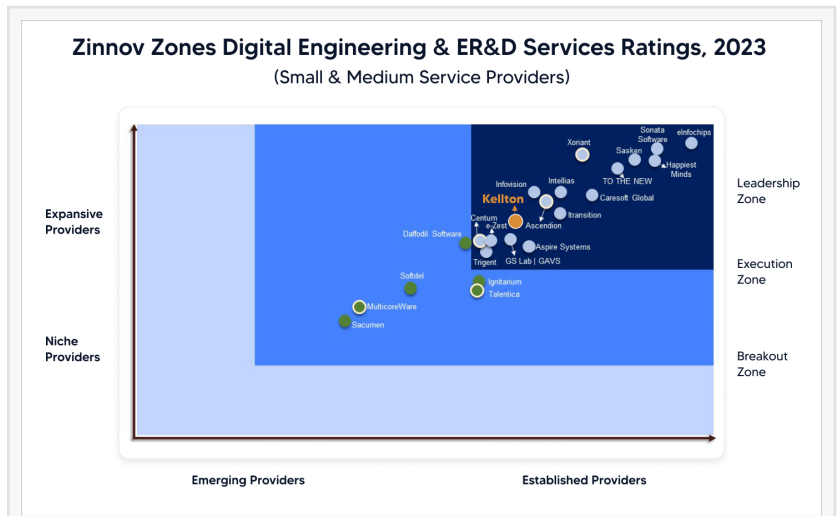 Zinnov Zones Digital Engineering & ER&D Services Ratings, 2023
(Small & Medium Service Providers)
Sonata
Software
eInfochips
Xoriant
Sasken
Happiest
Minds
TO THE NEW
Infovision
Intellias
Caresoft Global
Kellton
Itransition
Ascendion
Centum
e-Zest
Daffodil Software
Aspire Systems
Trigent
GS Lab | GAVS
Softdel
Ignitarium
Talentica
MulticoreWare
Sacumen
Expansive
Providers
Niche
Providers
Leadership
Zone
Execution
Zone
Breakout
Zone
Emerging Providers
Established Providers